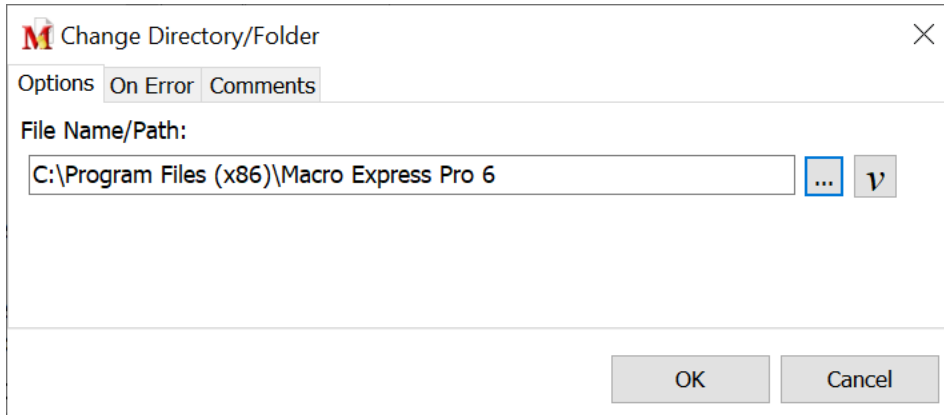 Change Directory/Folder
Options On Error Comments
File Name/Path:
C:\Program Files (x86)\Macro Express Pro 6
... v
OK Cancel